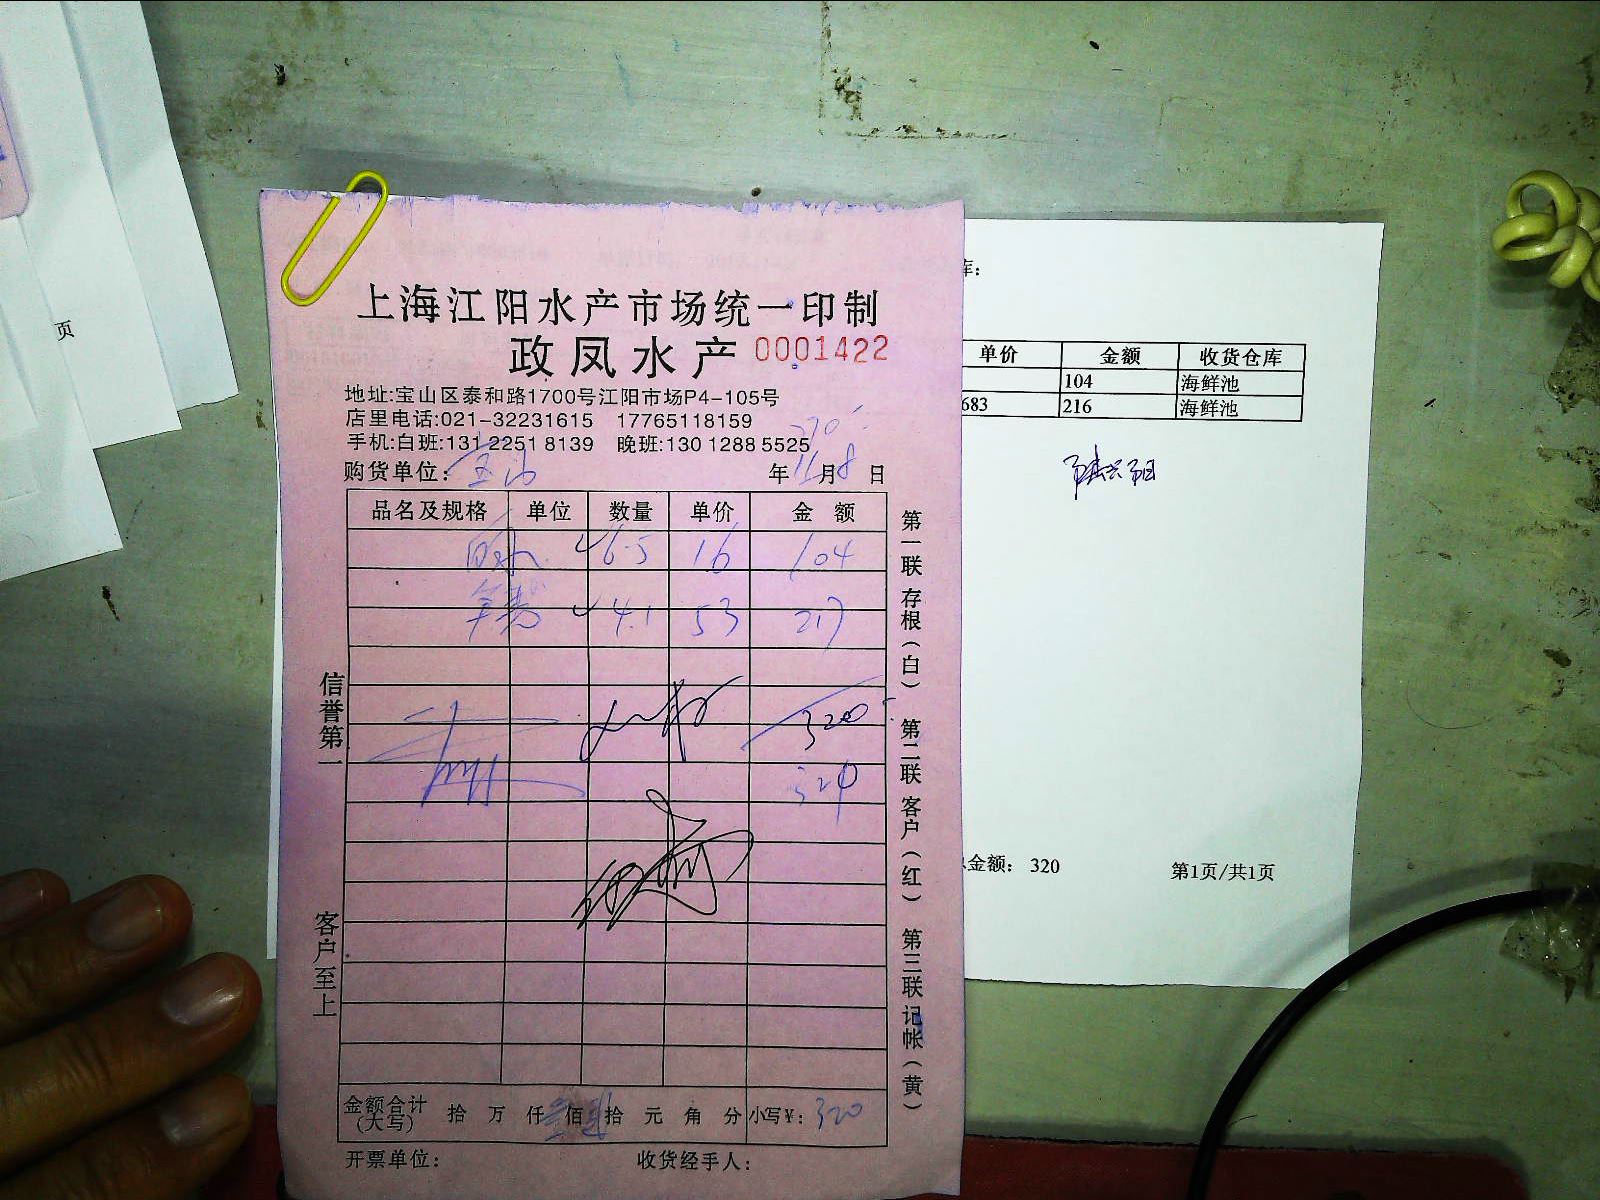 上海江阳水产市场统一印制
政凤水产 0001422
地址:宝山区泰和路1700号江阳市场P4-105号
店里电话:021-32231615 17765118159
手机:白班:131 2251 8139 晚班:130 1288 5525
270
购货单位: 宝山 年 11 月 8 日
品名及规格 单位 数量 单价 金 额
6.5 16 104
4.1 53 217
320
320
金额合计(大写) 拾 万 仟 佰 拾 元 角 分 小写¥: 320
开票单位: 收货经手人:
信誉第一
客户至上
第一联 存根(白) 第二联 客户(红) 第三联 记帐(黄)
库:
单价 金额 收货仓库
104 海鲜池
683 216 海鲜池
金额: 320 第1页/共1页
页